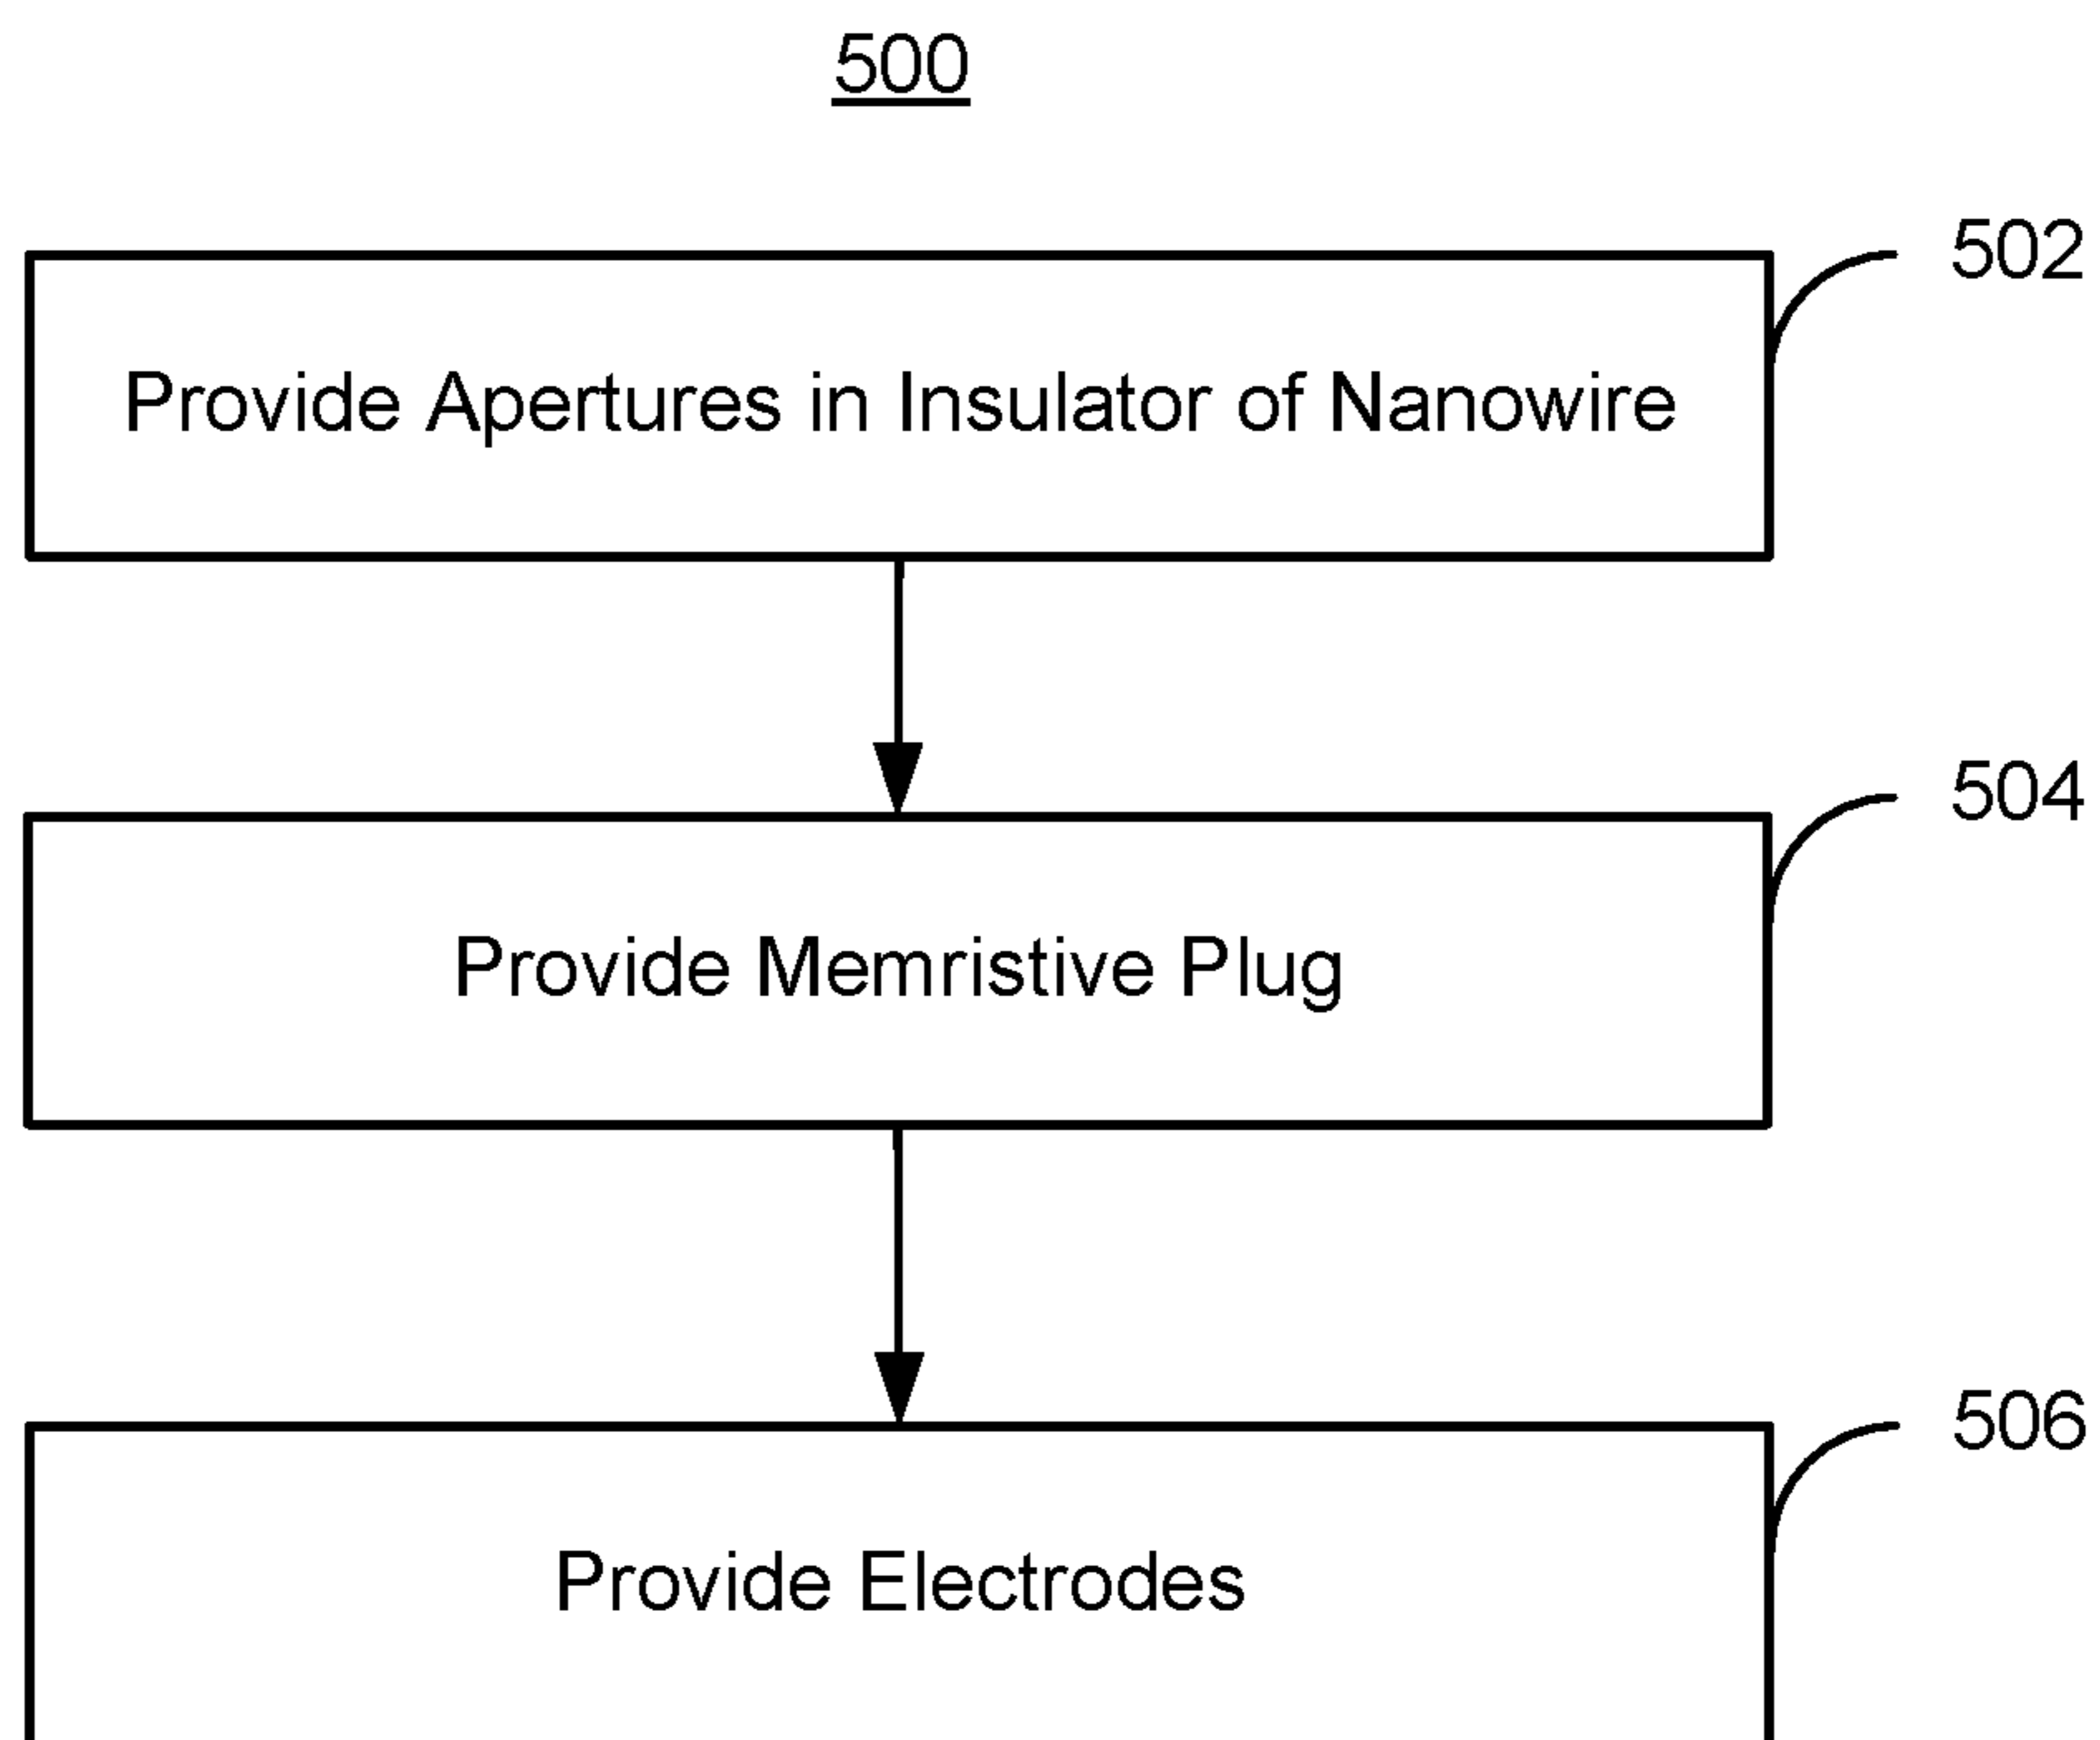 500
502
Provide Apertures in Insulator of Nanowire
504
Provide Memristive Plug
506
Provide Electrodes